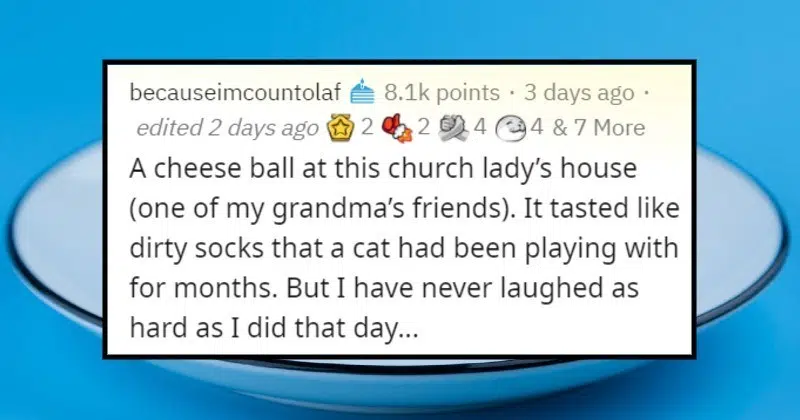 becauseimcountolaf 8.1k points · 3 days ago ·
edited 2 days ago 2 2 4 4 & 7 More
A cheese ball at this church lady’s house
(one of my grandma’s friends). It tasted like
dirty socks that a cat had been playing with
for months. But I have never laughed as
hard as I did that day...